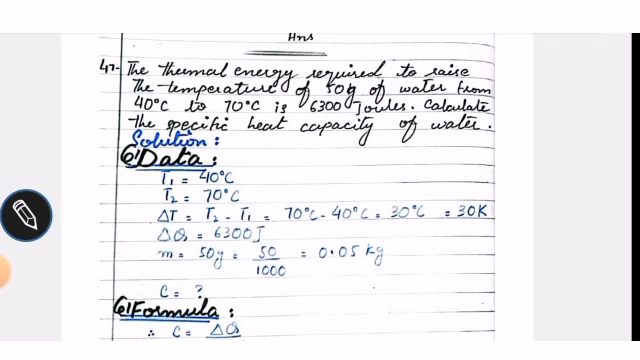 Ans
47- The thermal energy required to raise
the temperature of 50g of water from
40°C to 70°C is 6300 Joules. Calculate
the specific heat capacity of water.
Solution:
Data:
T₁ = 40°C
T₂ = 70°C
ΔT = T₂ - T₁ = 70°C - 40°C = 30°C = 30K
ΔQ = 6300J
m = 50g = 50/1000 = 0.05 kg
C = ?
Formula:
∴ C = ΔQ